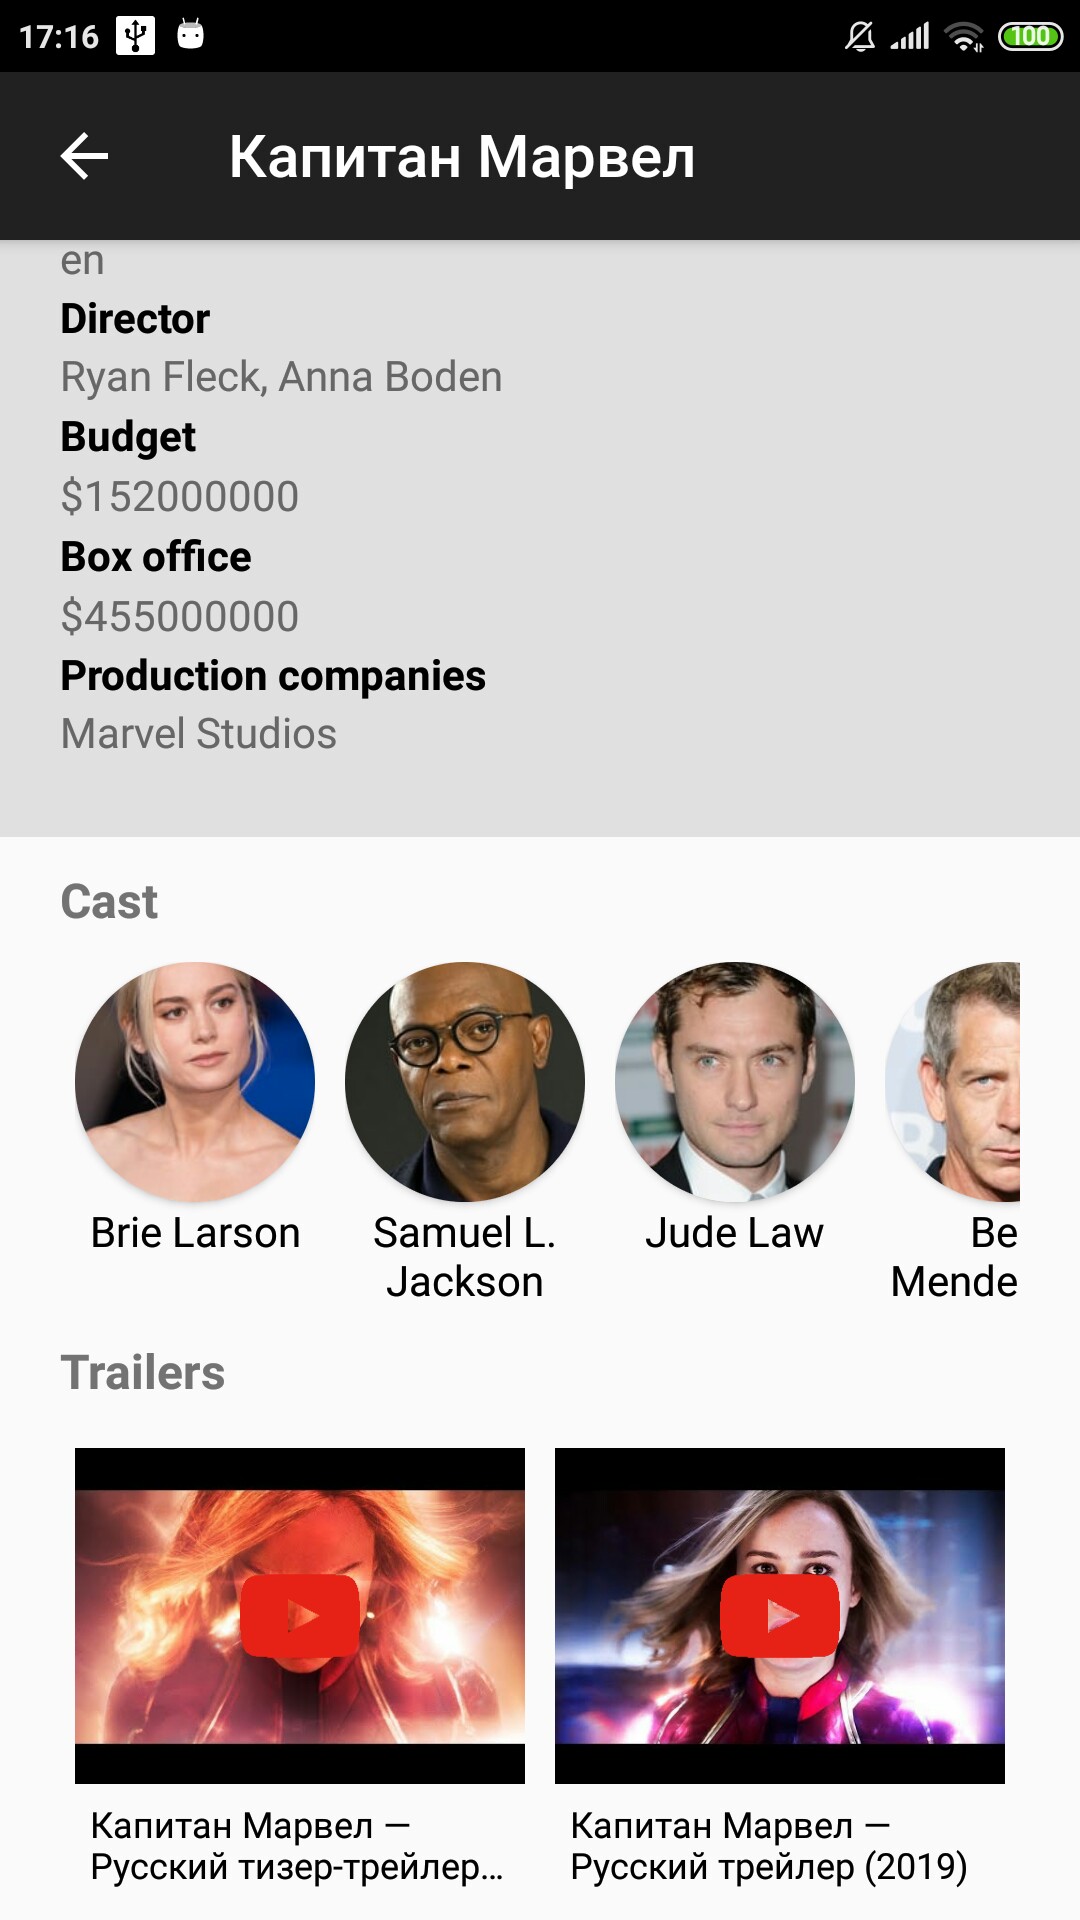 17:16
100
Капитан Марвел
en
Director
Ryan Fleck, Anna Boden
Budget
$152000000
Box office
$455000000
Production companies
Marvel Studios
Cast
Brie Larson
Samuel L.
Jackson
Jude Law
Be
Mende
Trailers
Капитан Марвел —
Русский тизер-трейлер...
Капитан Марвел —
Русский трейлер (2019)